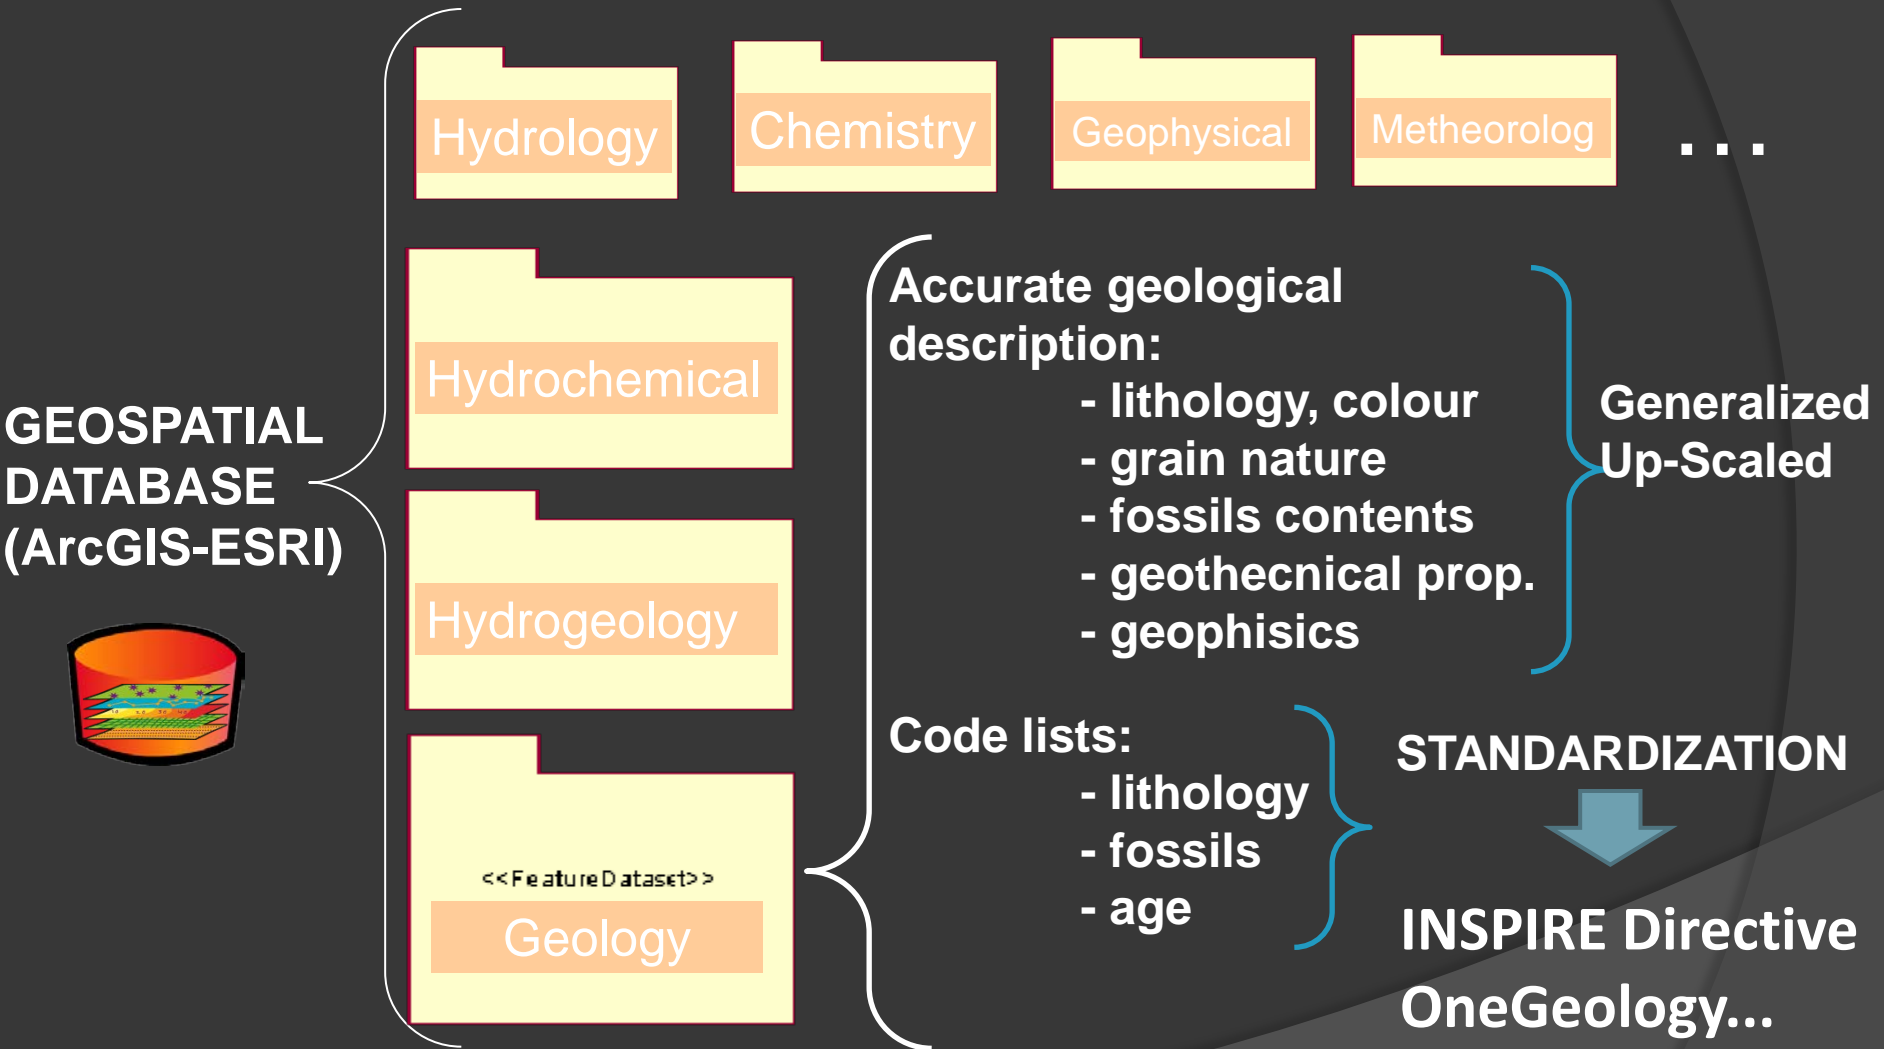 Hydrology
Chemistry
Geophysical
Metheorolog
...
GEOSPATIAL
DATABASE
(ArcGIS-ESRI)
Hydrochemical
Hydrogeology
<<FeatureDataset>>
Geology
Accurate geological
description:
- lithology, colour
- grain nature
- fossils contents
- geothecnical prop.
- geophisics
Generalized
Up-Scaled
Code lists:
- lithology
- fossils
- age
STANDARDIZATION
INSPIRE Directive
OneGeology...